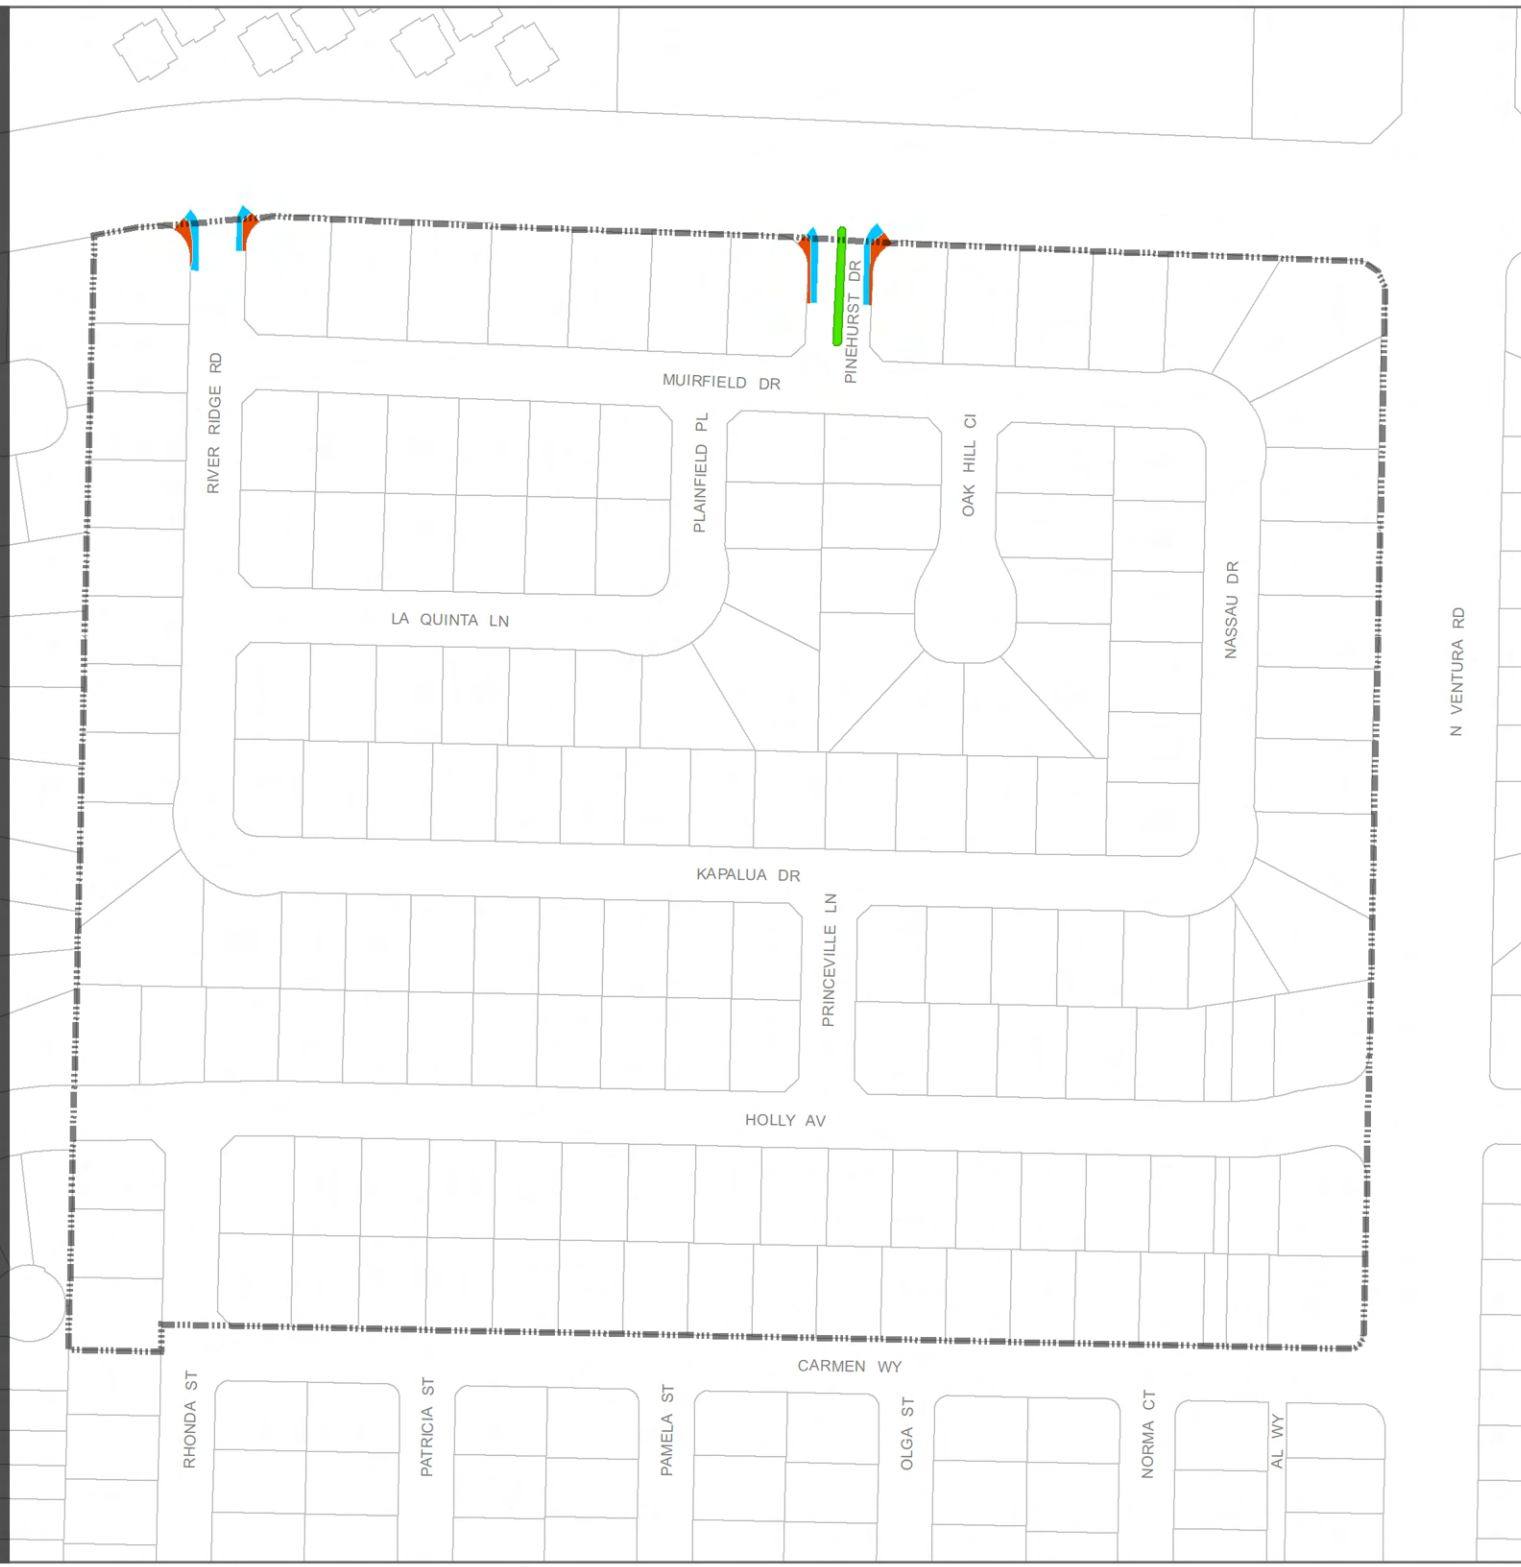 PINEHURST DR
RIVER RIDGE RD
MUIRFIELD DR
PLAINFIELD PL
OAK HILL CI
LA QUINTA LN
NASSAU DR
N VENTURA RD
KAPALUA DR
PRINCEVILLE LN
HOLLY AV
CARMEN WY
RHONDA ST
PATRICIA ST
PAMELA ST
OLGA ST
NORMA CT
AL WY